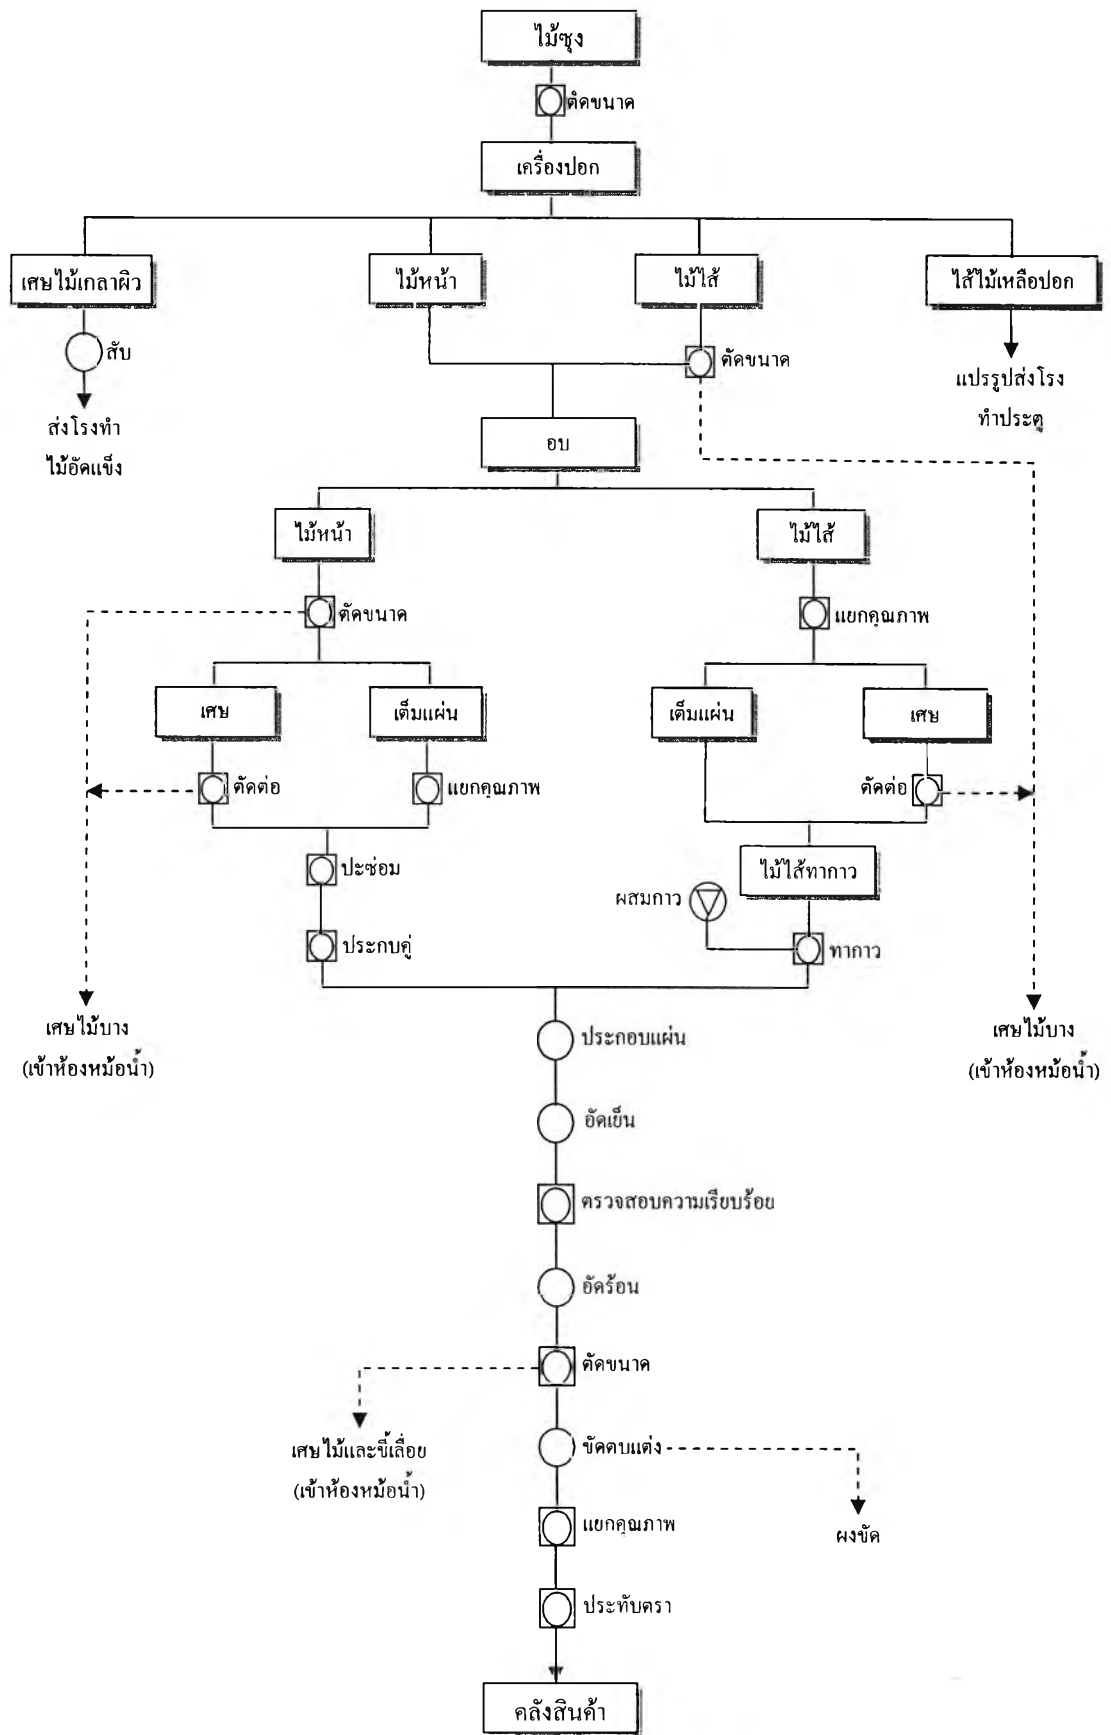 ไม้ซุง
ตัดขนาด
เครื่องปอก
เศษไม้เกลาผิว
ไม้หน้า
ไม้ไส้
ไส้ไม้เหลือปอก
สับ
ตัดขนาด
ส่งโรงทำ
ไม้อัดแข็ง
แปรรูปส่งโรง
ทำประตู
อบ
ไม้หน้า
ไม้ไส้
ตัดขนาด
แยกคุณภาพ
เศษ
เต็มแผ่น
เต็มแผ่น
เศษ
ตัดต่อ
แยกคุณภาพ
ตัดต่อ
ปะซ่อม
ไม้ไส้ทากาว
ผสมกาว
ประกบคู่
ทากาว
เศษไม้บาง
(เข้าห้องหม้อน้ำ)
ประกอบแผ่น
เศษไม้บาง
(เข้าห้องหม้อน้ำ)
อัดเย็น
ตรวจสอบความเรียบร้อย
อัดร้อน
ตัดขนาด
เศษไม้และขี้เลื่อย
(เข้าห้องหม้อน้ำ)
ขัดตบแต่ง
แยกคุณภาพ
ผงขัด
ประทับตรา
คลังสินค้า